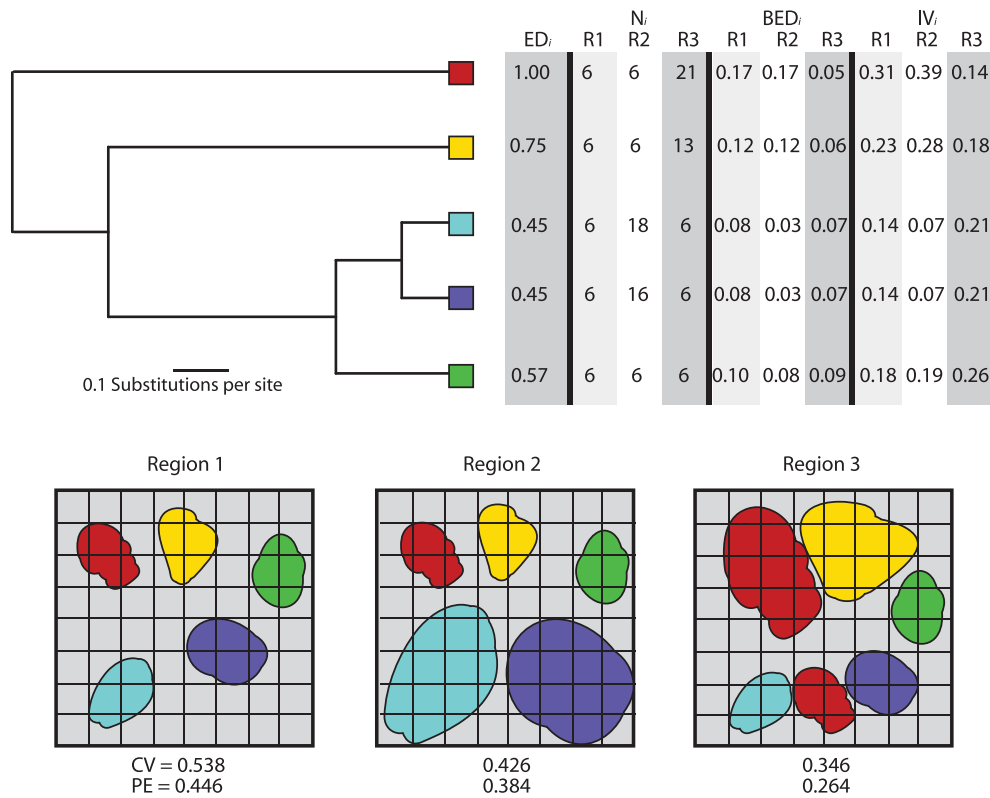 Nᵢ BEDᵢ IVᵢ
EDᵢ R1 R2 R3 R1 R2 R3 R1 R2 R3
1.00 6 6 21 0.17 0.17 0.05 0.31 0.39 0.14
0.75 6 6 13 0.12 0.12 0.06 0.23 0.28 0.18
0.45 6 18 6 0.08 0.03 0.07 0.14 0.07 0.21
0.45 6 16 6 0.08 0.03 0.07 0.14 0.07 0.21
0.57 6 6 6 0.10 0.08 0.09 0.18 0.19 0.26
0.1 Substitutions per site
Region 1 Region 2 Region 3
CV = 0.538 0.426 0.346
PE = 0.446 0.384 0.264